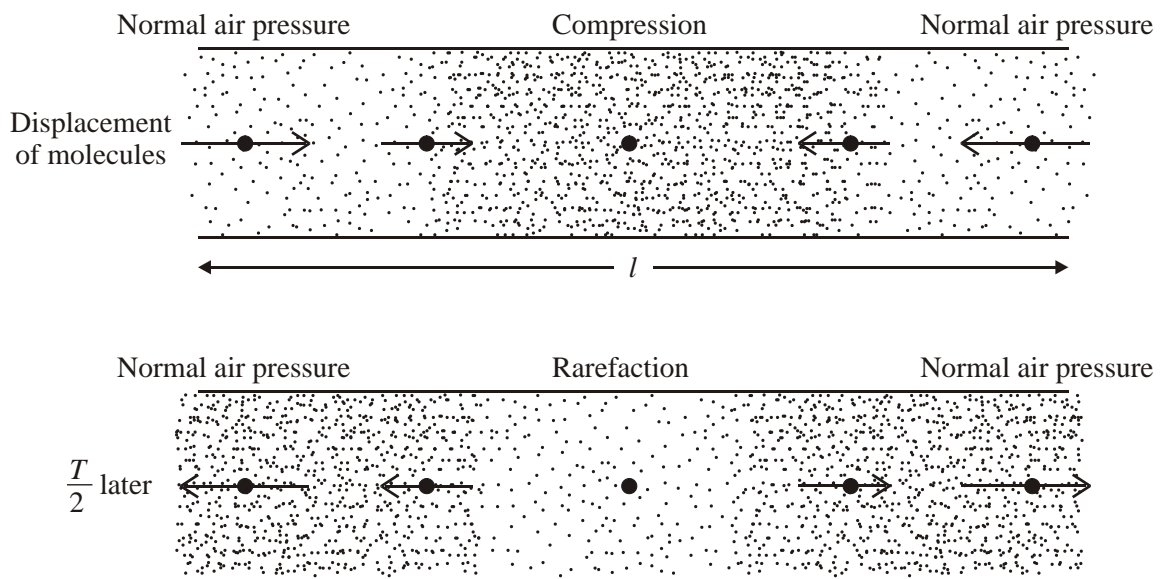 Normal air pressure Compression Normal air pressure
Displacement
of molecules
l
Normal air pressure Rarefaction Normal air pressure
T/2 later